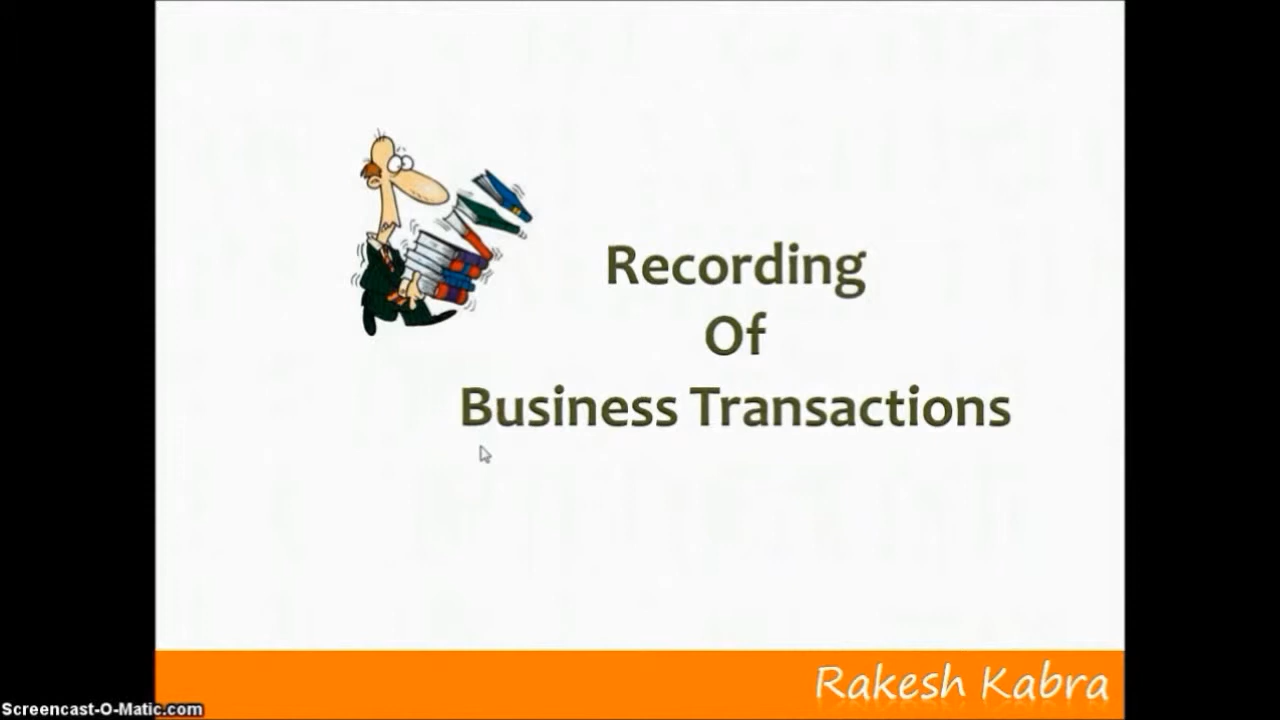 Recording
Of
Business Transactions
Rakesh Kabra
Screencast-O-Matic.com